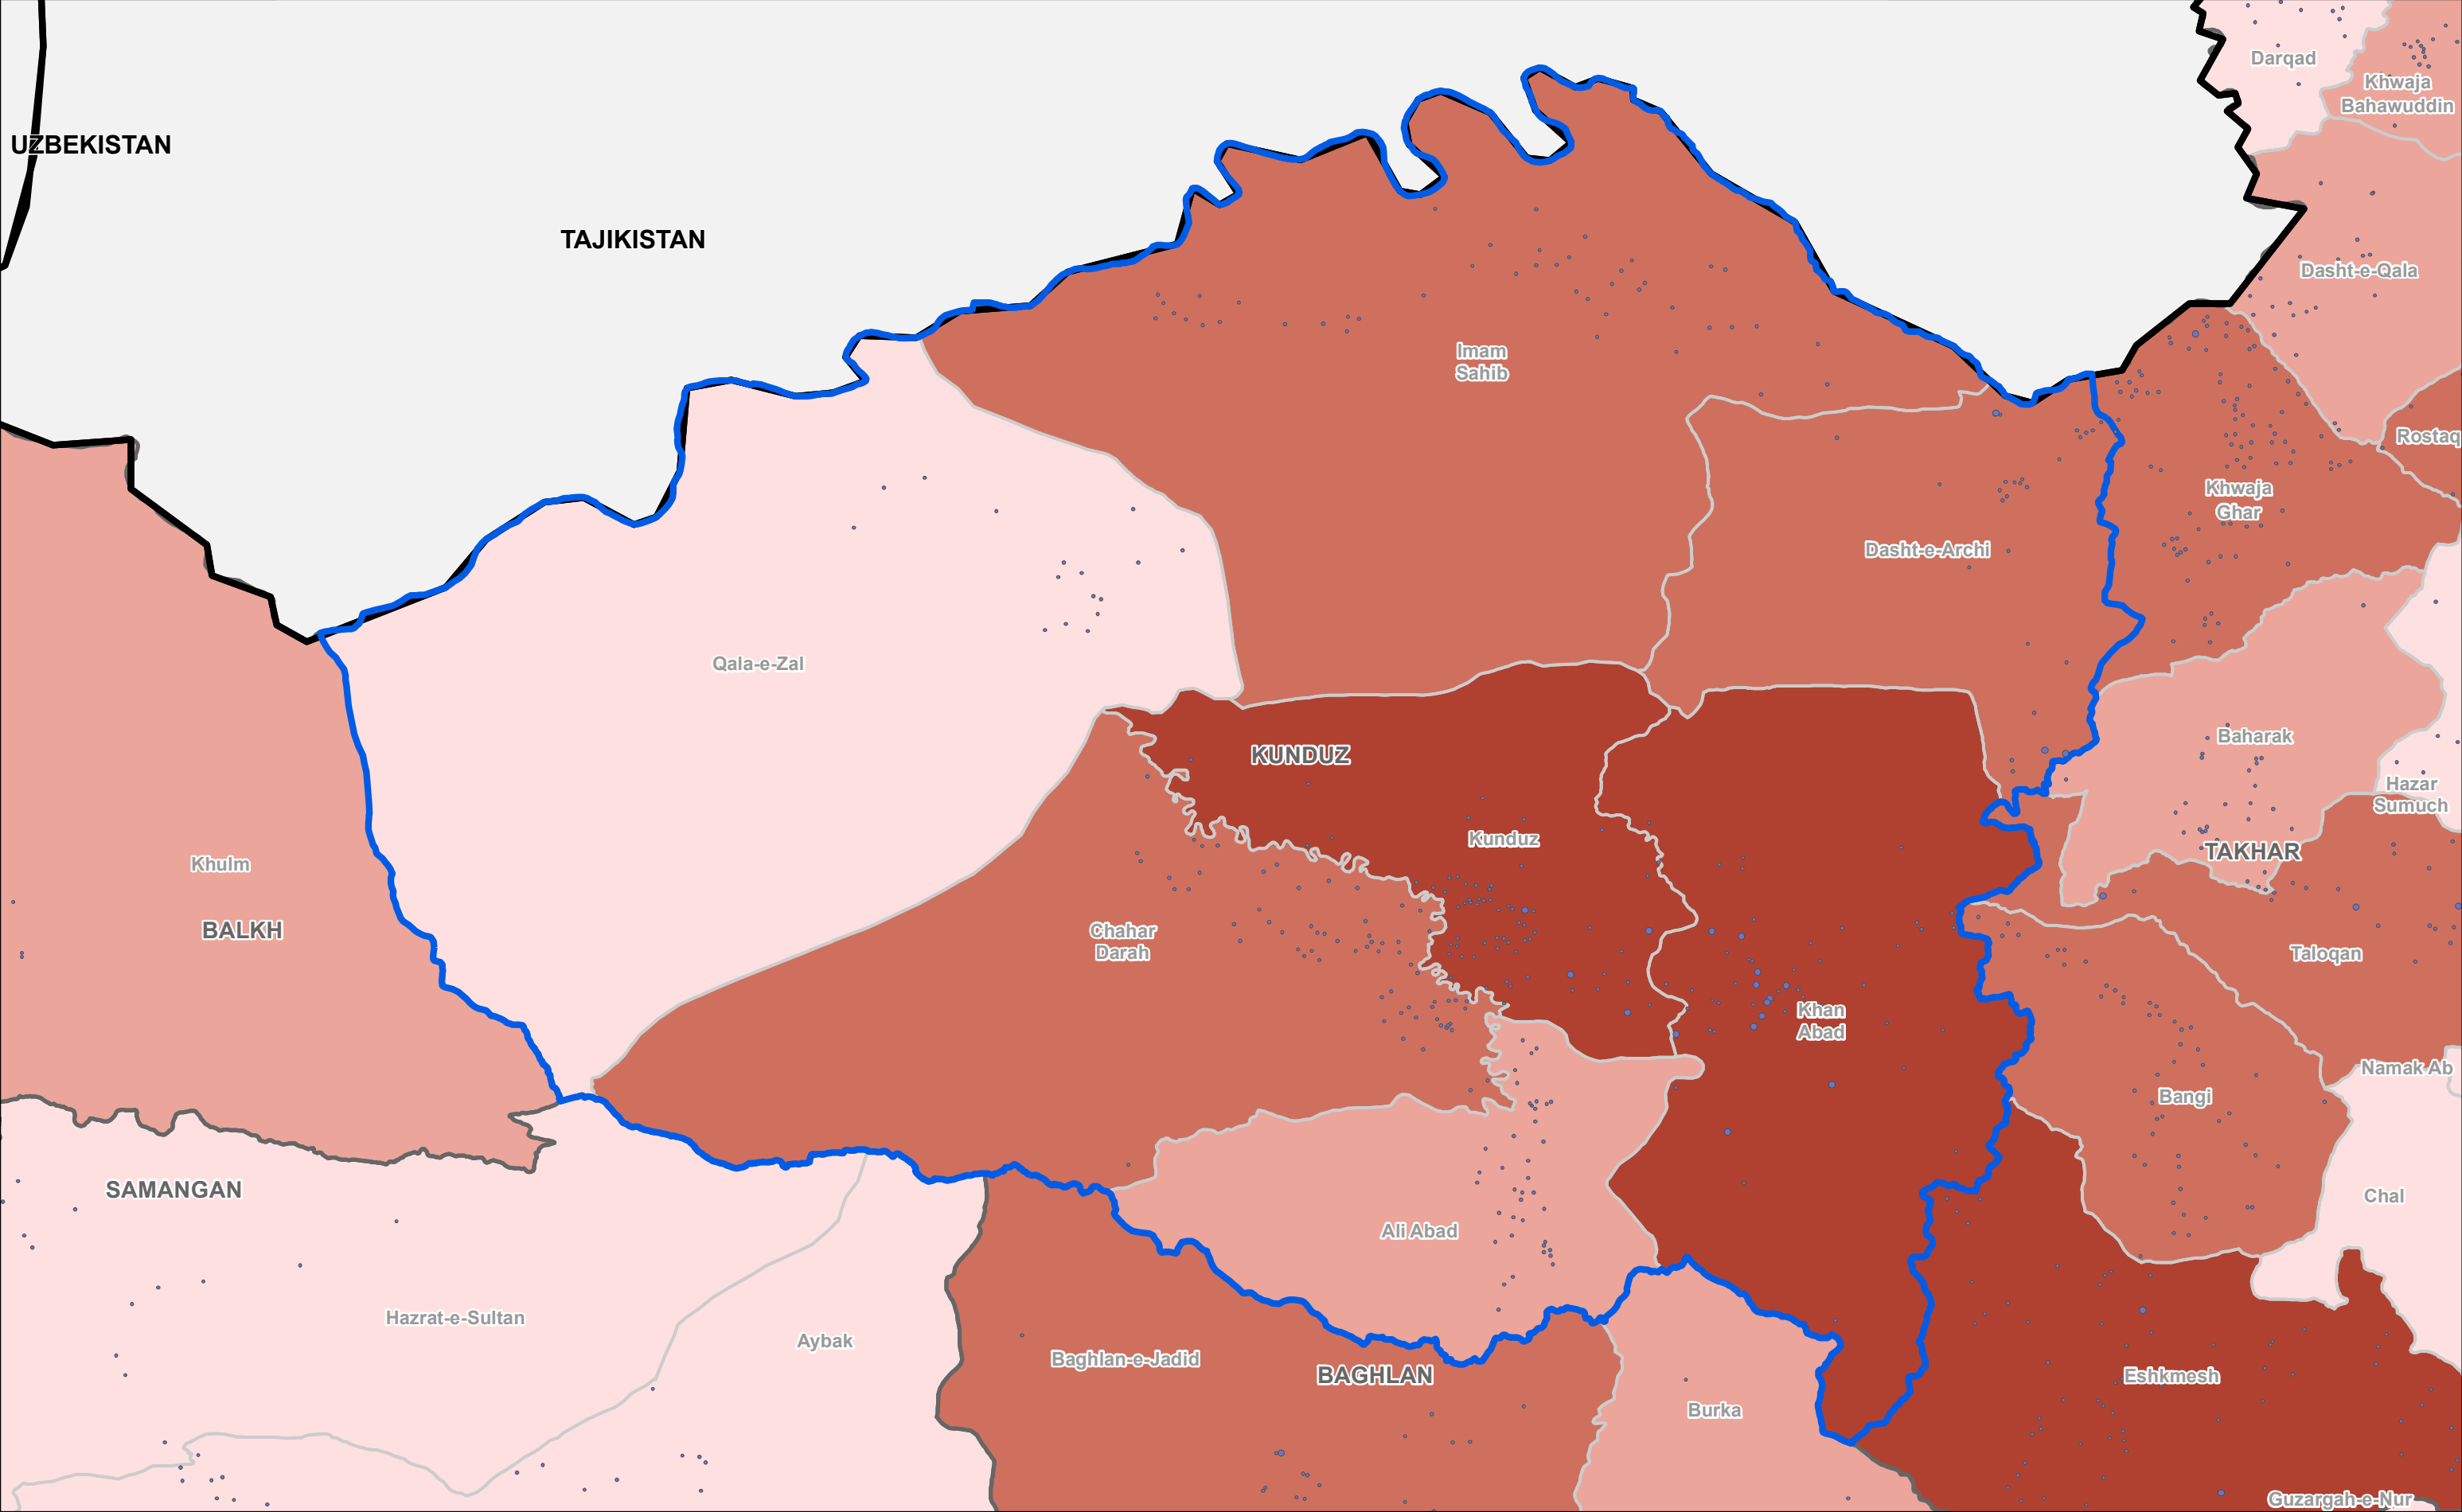 Darqad
Khwaja
Bahawuddin
UZBEKISTAN
TAJIKISTAN
Dasht-e-Qala
Imam
Sahib
Rostaq
Khwaja
Ghar
Dasht-e-Archi
Qala-e-Zal
Baharak
KUNDUZ
Hazar
Sumuch
Kunduz
TAKHAR
Khulm
BALKH
Chahar
Darah
Taloqan
Khan
Abad
Namak Ab
Bangi
SAMANGAN
Chal
Ali Abad
Hazrat-e-Sultan
Aybak
Baghlan-e-Jadid
BAGHLAN
Eshkmesh
Burka
Guzargah-e-Nur